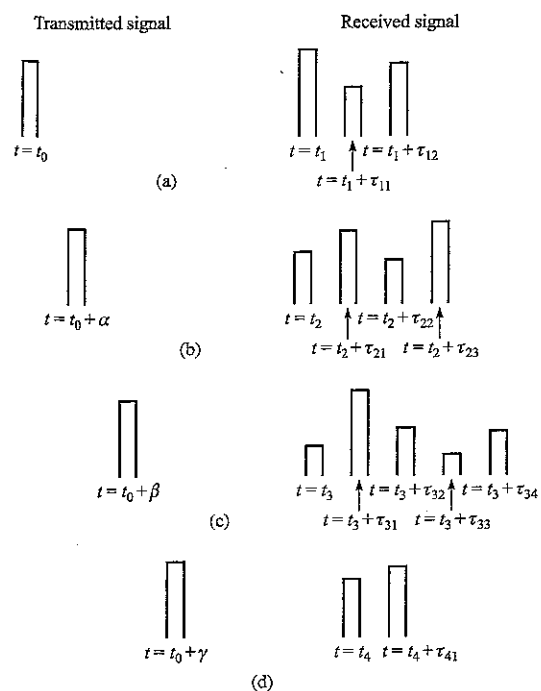 Transmitted signal Received signal
t = t₀ t = t₁ t = t₁ + τ₁₂
t = t₁ + τ₁₁
(a)
t = t₀ + α t = t₂ t = t₂ + τ₂₂
t = t₂ + τ₂₁ t = t₂ + τ₂₃
(b)
t = t₀ + β t = t₃ t = t₃ + τ₃₂ t = t₃ + τ₃₄
t = t₃ + τ₃₁ t = t₃ + τ₃₃
(c)
t = t₀ + γ t = t₄ t = t₄ + τ₄₁
(d)